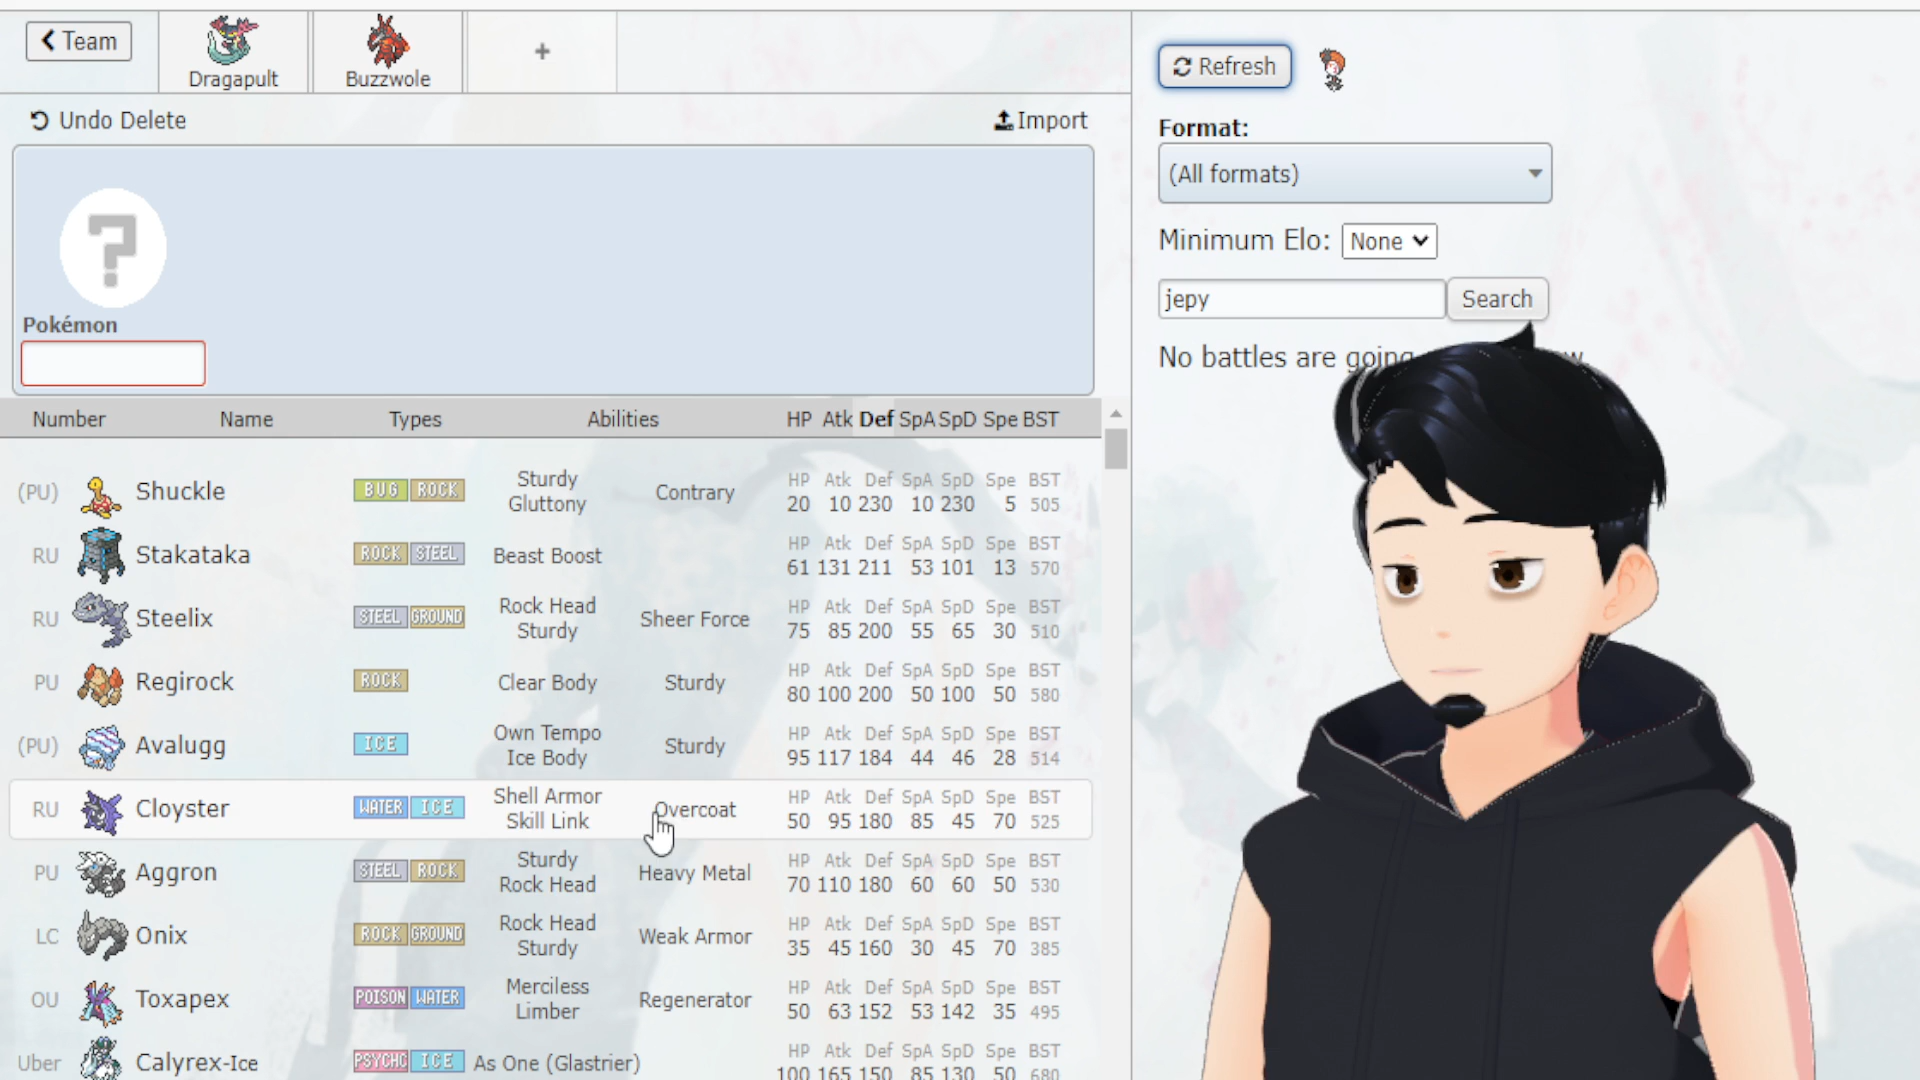 Team
Dragapult
Buzzwole
+
Undo Delete
Import
Refresh
Format:
(All formats)
Minimum Elo: None
jepy Search
No battles are going
Pokémon
Number Name Types Abilities HP Atk Def SpA SpD Spe BST
(PU) Shuckle BUG ROCK Sturdy Gluttony Contrary HP 20 Atk 10 Def 230 SpA 10 SpD 230 Spe 5 BST 505
RU Stakataka ROCK STEEL Beast Boost HP 61 Atk 131 Def 211 SpA 53 SpD 101 Spe 13 BST 570
RU Steelix STEEL GROUND Rock Head Sturdy Sheer Force HP 75 Atk 85 Def 200 SpA 55 SpD 65 Spe 30 BST 510
PU Regirock ROCK Clear Body Sturdy HP 80 Atk 100 Def 200 SpA 50 SpD 100 Spe 50 BST 580
(PU) Avalugg ICE Own Tempo Ice Body Sturdy HP 95 Atk 117 Def 184 SpA 44 SpD 46 Spe 28 BST 514
RU Cloyster WATER ICE Shell Armor Skill Link Overcoat HP 50 Atk 95 Def 180 SpA 85 SpD 45 Spe 70 BST 525
PU Aggron STEEL ROCK Sturdy Rock Head Heavy Metal HP 70 Atk 110 Def 180 SpA 60 SpD 60 Spe 50 BST 530
LC Onix ROCK GROUND Rock Head Sturdy Weak Armor HP 35 Atk 45 Def 160 SpA 30 SpD 45 Spe 70 BST 385
OU Toxapex POISON WATER Merciless Limber Regenerator HP 50 Atk 63 Def 152 SpA 53 SpD 142 Spe 35 BST 495
Uber Calyrex-Ice PSYCHC ICE As One (Glastrier) HP 100 Atk 165 Def 150 SpA 85 SpD 130 Spe 50 BST 680